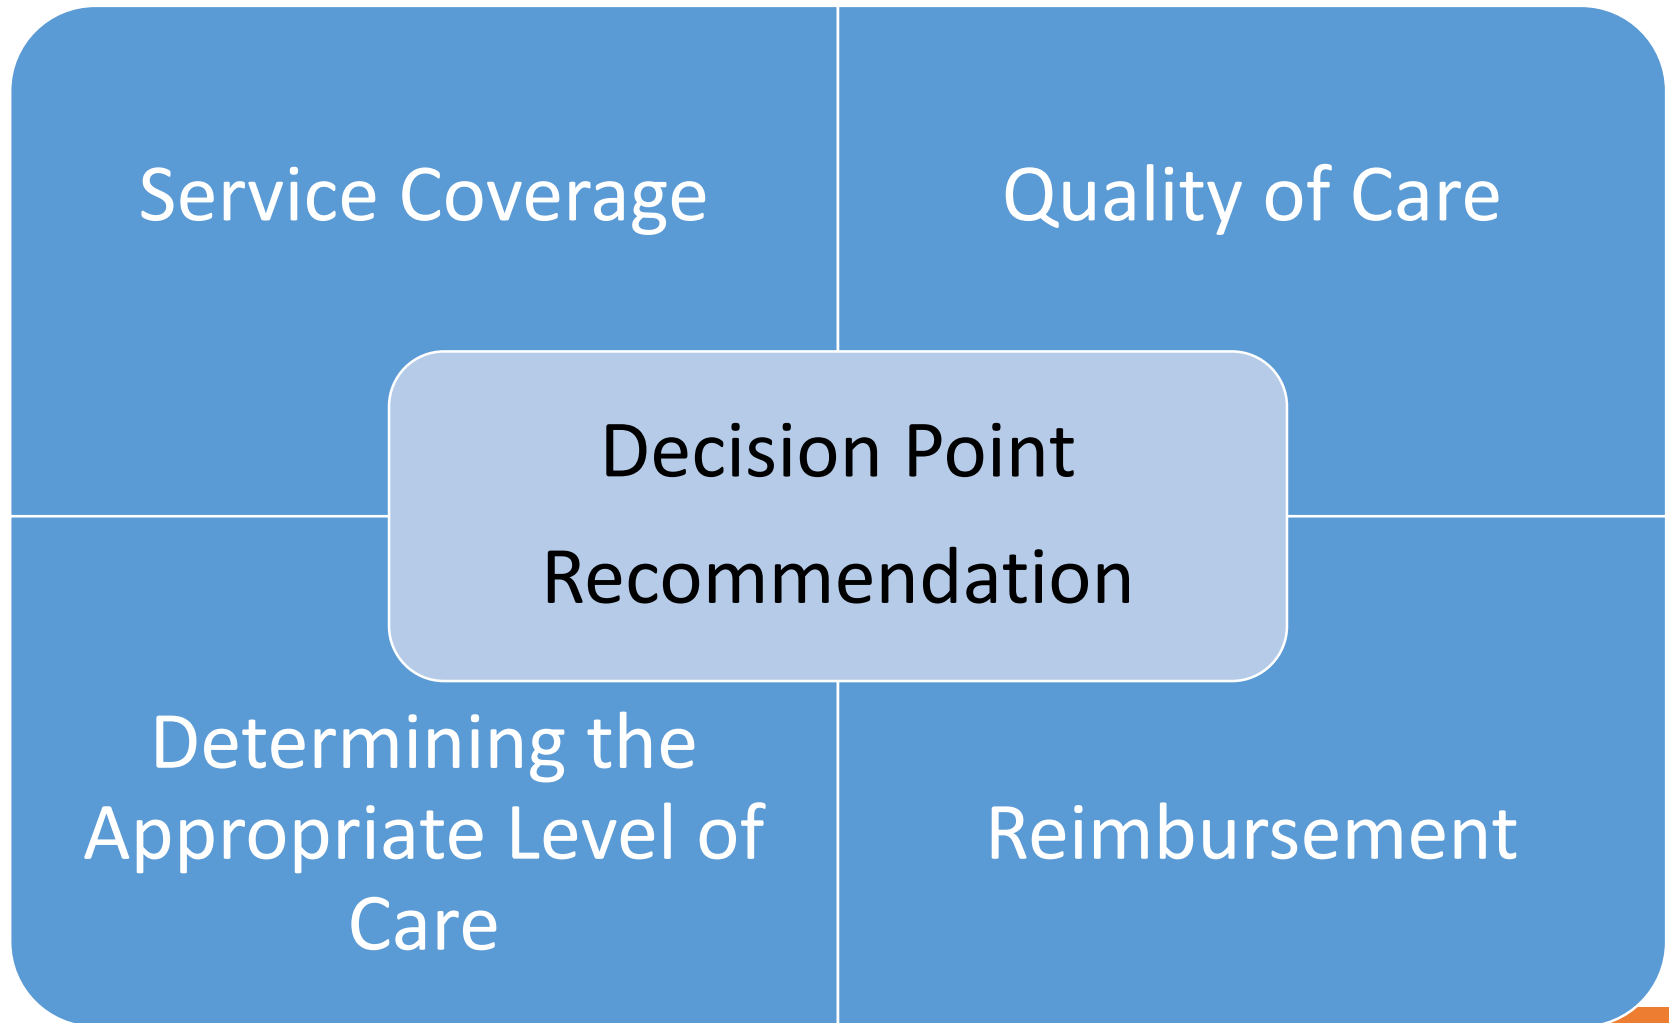 Service Coverage
Quality of Care
Decision Point
Recommendation
Determining the
Appropriate Level of
Care
Reimbursement